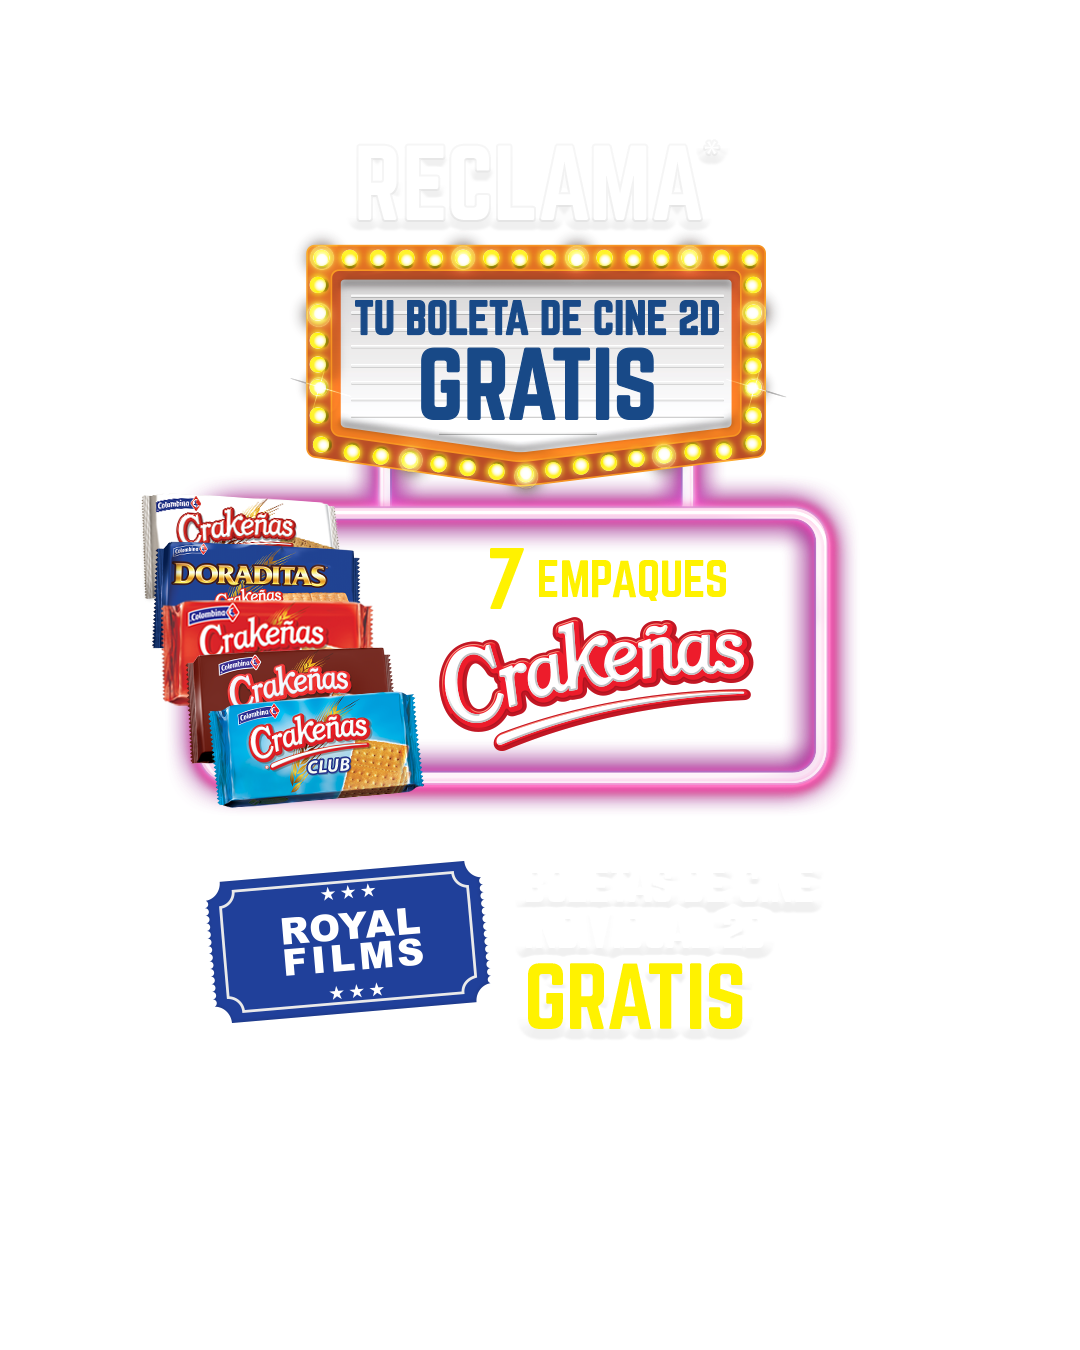 RECLAMA*
TU BOLETA DE CINE 2D
GRATIS
Colombina
Crakeñas
Colombina
DORADITAS
Crakeñas
Colombina
Crakeñas
Colombina
Crakeñas
Colombina
Crakeñas
CLUB
7 EMPAQUES
Crakeñas
ROYAL
FILMS
GRATIS